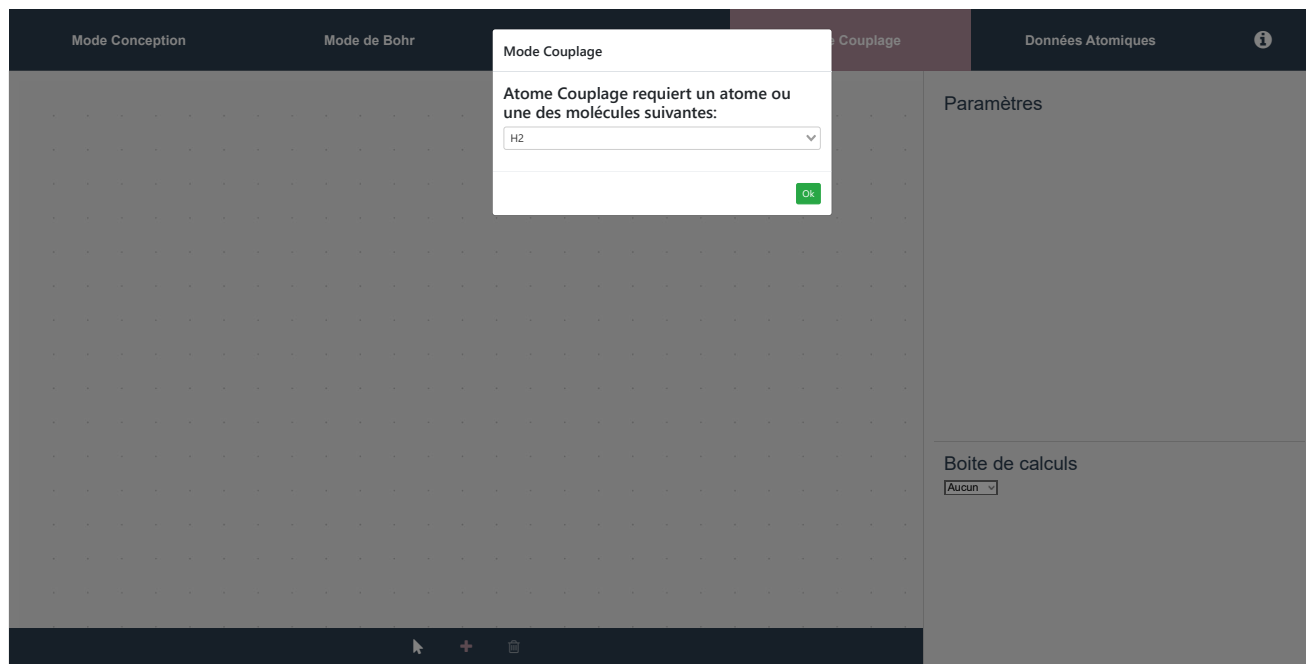 Mode Conception
Mode de Bohr
Couplage
Données Atomiques
Mode Couplage
Atome Couplage requiert un atome ou
une des molécules suivantes:
H2
Ok
Paramètres
Boite de calculs
Aucun